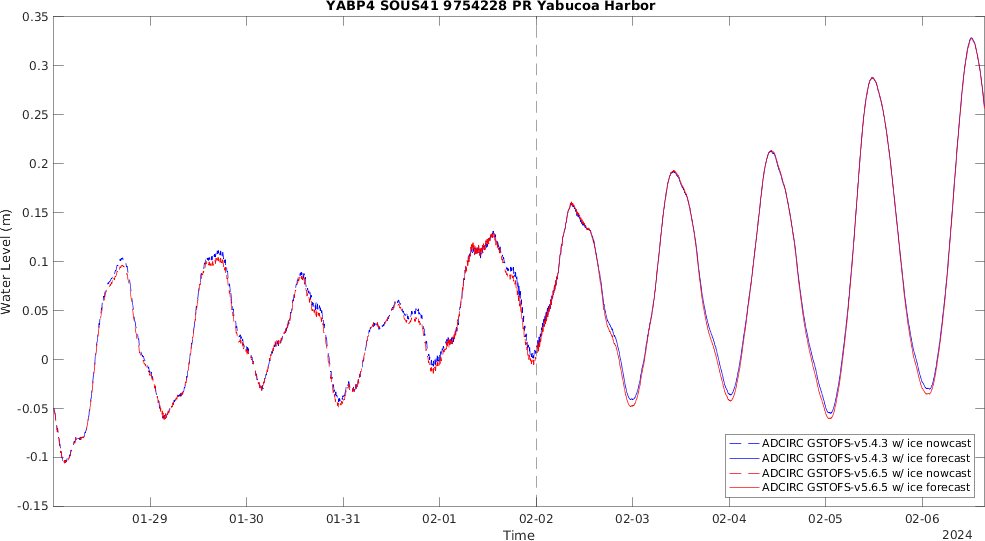 YABP4 SOUS41 9754228 PR Yabucoa Harbor
0.35
0.3
0.25
0.2
0.15
0.1
0.05
0
-0.05
-0.1
-0.15
Water Level (m)
ADCIRC GSTOFS-v5.4.3 w/ ice nowcast
ADCIRC GSTOFS-v5.4.3 w/ ice forecast
ADCIRC GSTOFS-v5.6.5 w/ ice nowcast
ADCIRC GSTOFS-v5.6.5 w/ ice forecast
01-29 01-30 01-31 02-01 02-02 02-03 02-04 02-05 02-06
Time
2024